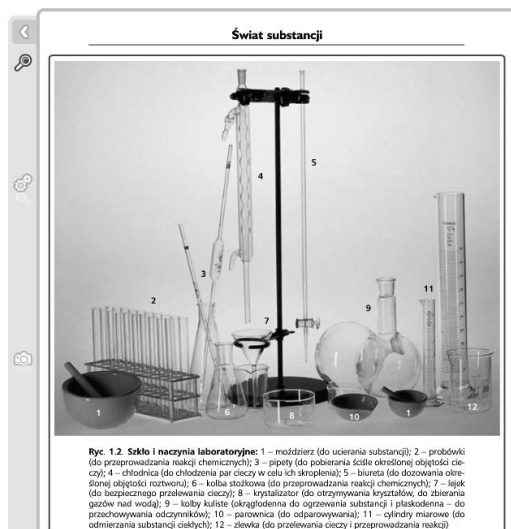 Świat substancji
4
5
3
2
7
9
11
1
6
8
10
1
12
Ryc. 1.2. Szkło i naczynia laboratoryjne: 1 – moździerz (do ucierania substancji); 2 – probówki
(do przeprowadzania reakcji chemicznych); 3 – pipety (do pobierania ściśle określonej objętości cie-
czy); 4 – chłodnica (do chłodzenia par cieczy w celu ich skroplenia); 5 – biureta (do dozowania okre-
ślonej objętości roztworu); 6 – kolba stożkowa (do przeprowadzania reakcji chemicznych); 7 – lejek
(do bezpiecznego przelewania cieczy); 8 – krystalizator (do otrzymywania kryształów, do zbierania
gazów nad wodą); 9 – kolby kuliste (okrągłodenna do ogrzewania substancji i płaskodenna – do
przechowywania odczynników); 10 – parownica (do odparowywania); 11 – cylindry miarowe (do
odmierzania substancji ciekłych); 12 – zlewka (do przelewania cieczy i przeprowadzania reakcji)